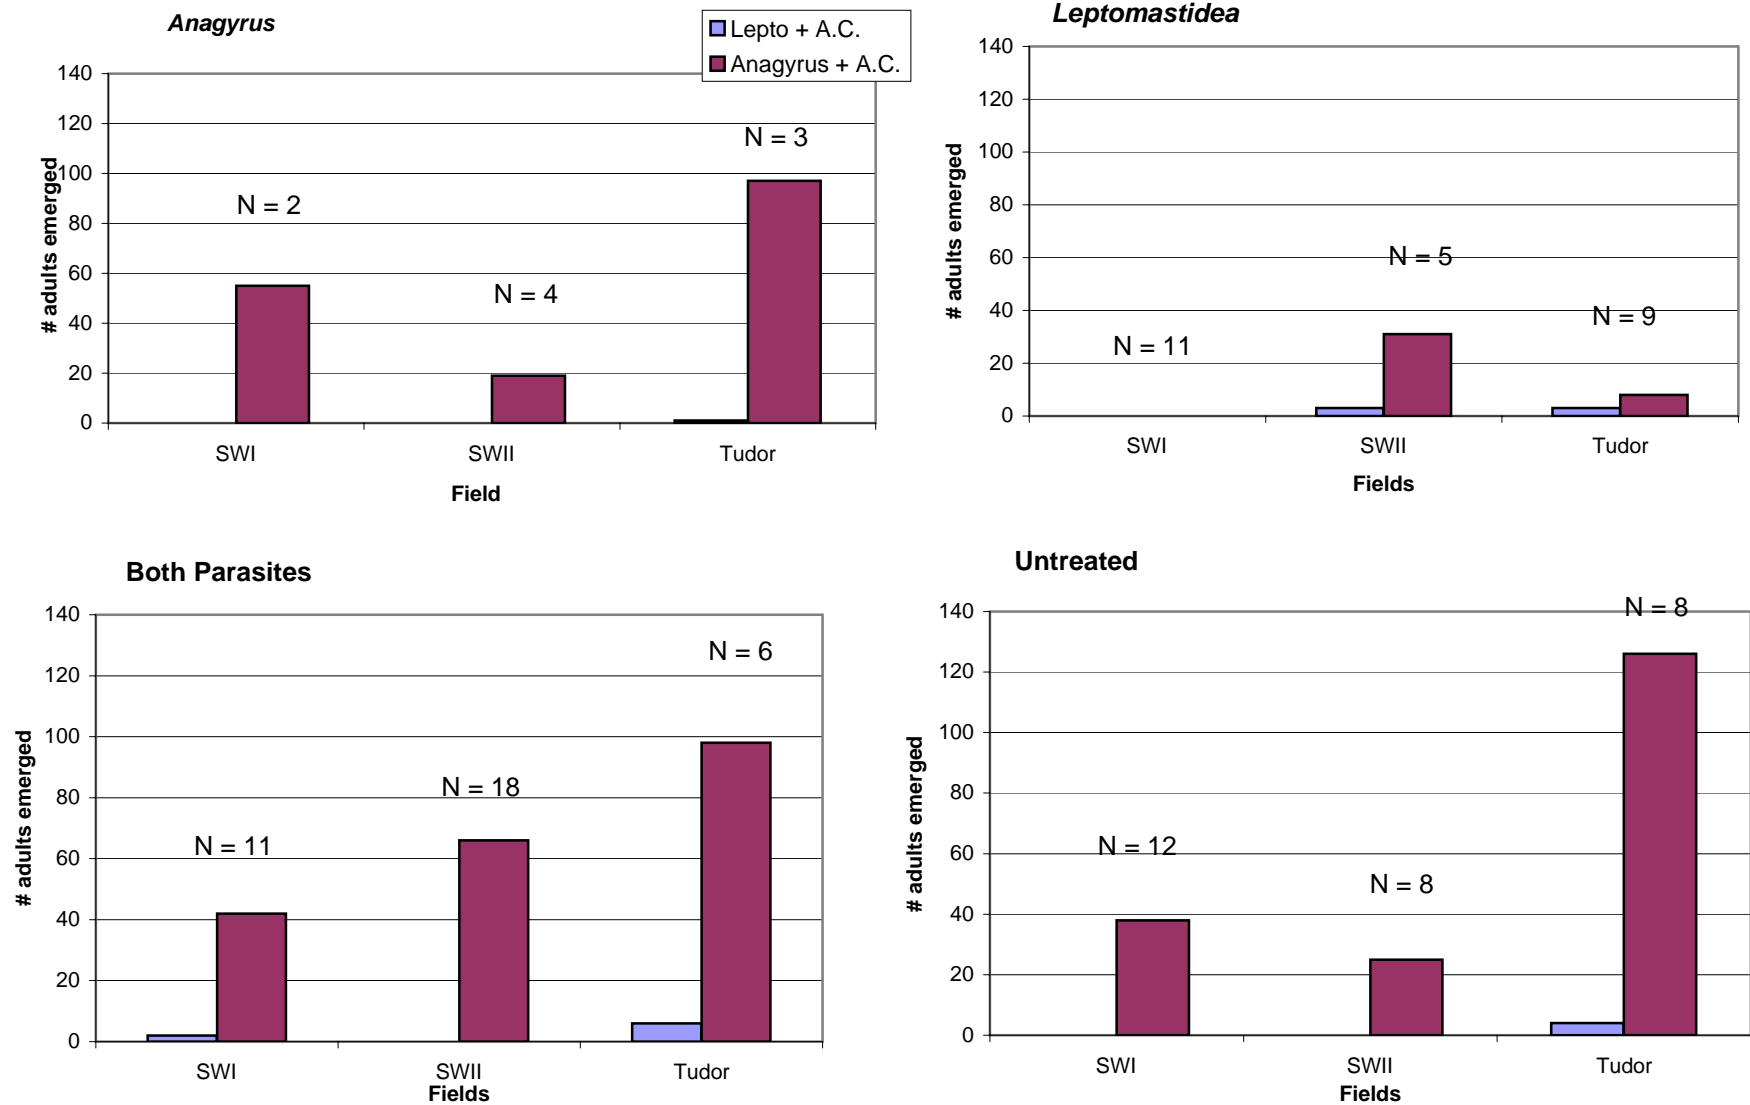 Anagyrus
Lepto + A.C.
Anagyrus + A.C.
# adults emerged
140
120
100
80
60
40
20
0
N = 2
N = 4
N = 3
SWI
SWII
Tudor
Field
Leptomastidea
# adults emerged
140
120
100
80
60
40
20
0
N = 11
N = 5
N = 9
SWI
SWII
Tudor
Fields
Both Parasites
# adults emerged
140
120
100
80
60
40
20
0
N = 11
N = 18
N = 6
SWI
SWII
Tudor
Fields
Untreated
# adults emerged
140
120
100
80
60
40
20
0
N = 12
N = 8
N = 8
SWI
SWII
Tudor
Fields